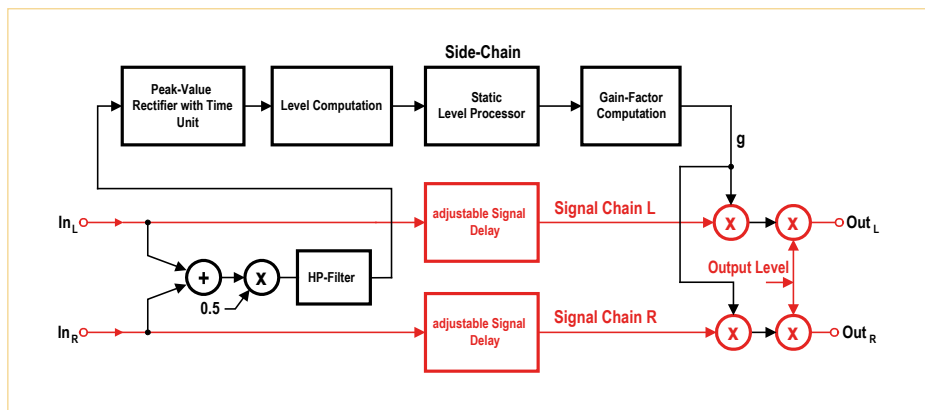 Side-Chain
Peak-Value
Rectifier with Time
Unit
Level Computation
Static
Level Processor
Gain-Factor
Computation
g
In L
adjustable Signal
Delay
Signal Chain L
X
X
Out L
+
X
HP-Filter
0.5
Output Level
In R
adjustable Signal
Delay
Signal Chain R
X
X
Out R